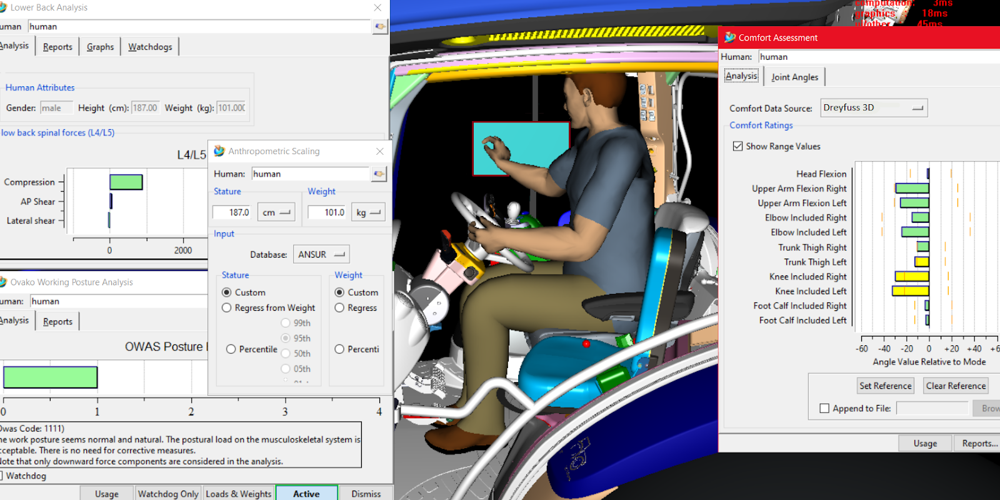 Lower Back Analysis
uman
human
Analysis
Reports
Graphs
Watchdogs
Human Attributes
Gender: male Height (cm): 187.00 Weight (kg): 101.000
low back spinal forces (L4/L5)
L4/L5
Compression
AP Shear
Lateral shear
0 2000
Anthropometric Scaling
Human: human
Stature
Weight
187.0 cm
101.0 kg
Input
Database: ANSUR
Stature
Custom
Regress from Weight
99th
95th
Percentile
50th
05th
Weight
Custom
Regress
Percenti
Ovako Working Posture Analysis
uman: human
Analysis
Reports
OWAS Posture
0 1 2 3 4
Owas Code: 1111)
he work posture seems normal and natural. The postural load on the musculoskeletal system is
cceptable. There is no need for corrective measures.
Note that only downward force components are considered in the analysis.
Watchdog
Usage
Watchdog Only
Loads & Weights
Active
Dismiss
computation: 3ms
graphics : 18ms
ui/other 45ms
Comfort Assessment
Human: human
Analysis
Joint Angles
Comfort Data Source: Dreyfuss 3D
Comfort Ratings
Show Range Values
Head Flexion
Upper Arm Flexion Right
Upper Arm Flexion Left
Elbow Included Right
Elbow Included Left
Trunk Thigh Right
Trunk Thigh Left
Knee Included Right
Knee Included Left
Foot Calf Included Right
Foot Calf Included Left
-60 -40 -20 0 +20 +40 +6
Angle Value Relative to Mode
Set Reference
Clear Reference
Append to File:
Brow
Usage
Reports...